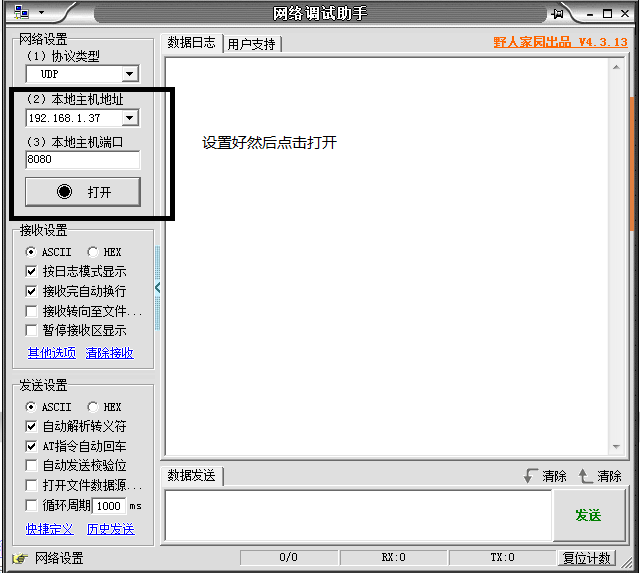 网络调试助手
网络设置
(1) 协议类型
UDP
(2) 本地主机地址
192.168.1.37
(3) 本地主机端口
8080
打开
接收设置
ASCII HEX
按日志模式显示
接收完自动换行
接收转向至文件...
暂停接收区显示
其他选项 清除接收
发送设置
ASCII HEX
自动解析转义符
AT指令自动回车
自动发送校验位
打开文件数据源...
循环周期 1000 ms
快捷定义 历史发送
数据日志 用户支持 野人家园出品 V4.3.13
设置好然后点击打开
数据发送 清除 清除
发送
网络设置 0/0 RX:0 TX:0 复位计数